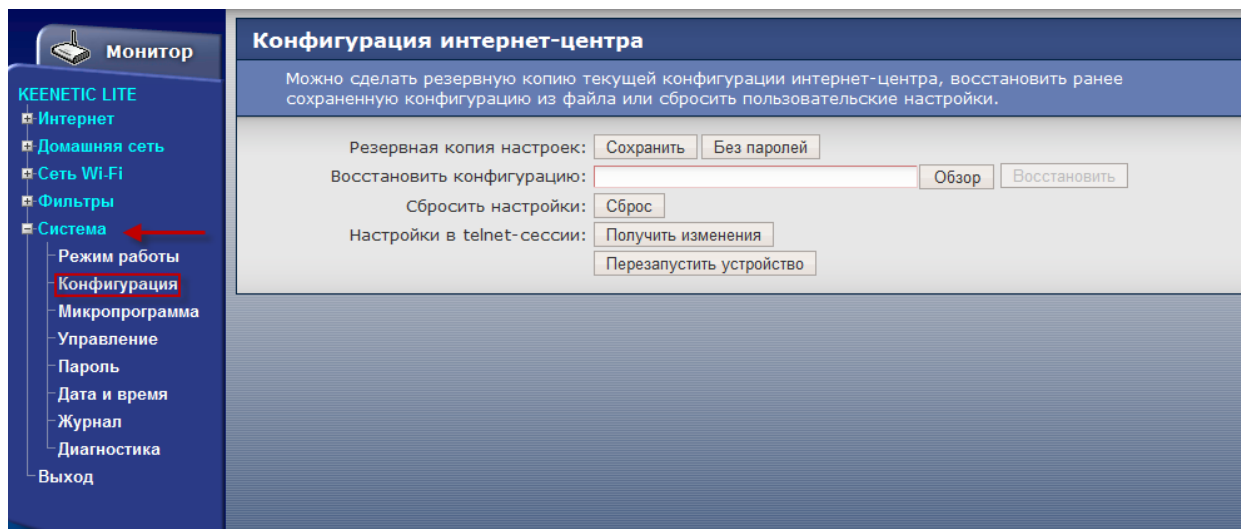 Монитор
KEENETIC LITE
Интернет
Домашняя сеть
Сеть Wi-Fi
Фильтры
Система
Режим работы
Конфигурация
Микропрограмма
Управление
Пароль
Дата и время
Журнал
Диагностика
Выход
Конфигурация интернет-центра
Можно сделать резервную копию текущей конфигурации интернет-центра, восстановить ранее
сохраненную конфигурацию из файла или сбросить пользовательские настройки.
Резервная копия настроек: Сохранить Без паролей
Восстановить конфигурацию: Обзор Восстановить
Сбросить настройки: Сброс
Настройки в telnet-сессии: Получить изменения
Перезапустить устройство